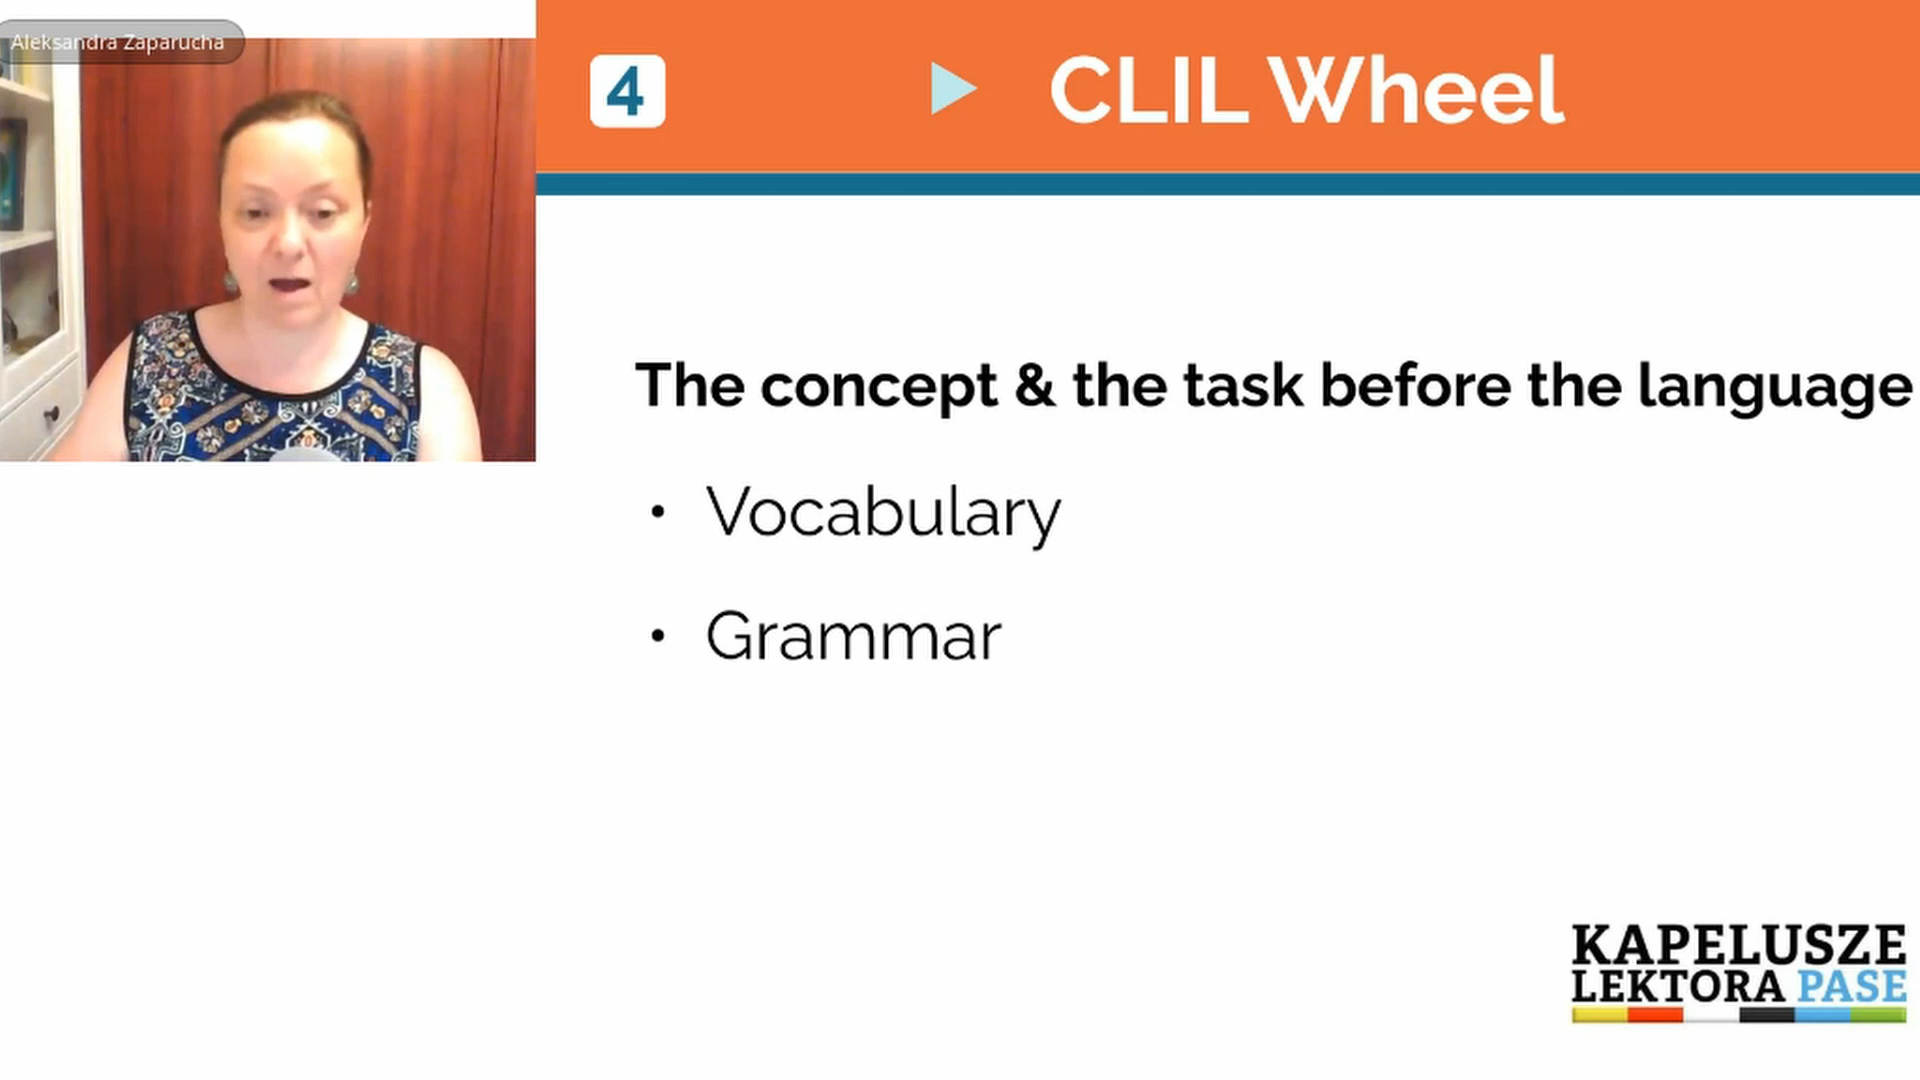 Aleksandra Zaparucha
4
CLIL Wheel
The concept & the task before the language
• Vocabulary
• Grammar
KAPELUSZE
LEKTORA PASE